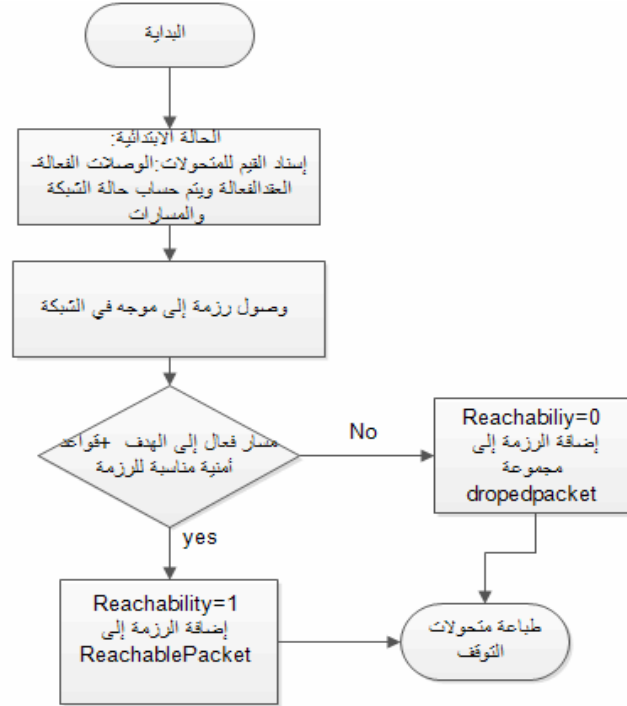 البداية
الحالة الابتدائية:
إسناد القيم للمتحولات:الوصلات الفعالة-
العقدالفعالة ويتم حساب حالة الشبكة
والمسارات
وصول رزمة إلى موجه في الشبكة
مسار فعال إلى الهدف +قواعد
أمنية مناسبة للرزمة
No
Reachabiliy=0
إضافة الرزمة إلى
مجموعة
dropedpacket
yes
Reachability=1
إضافة الرزمة إلى
ReachablePacket
طباعة متحولات
التوقف